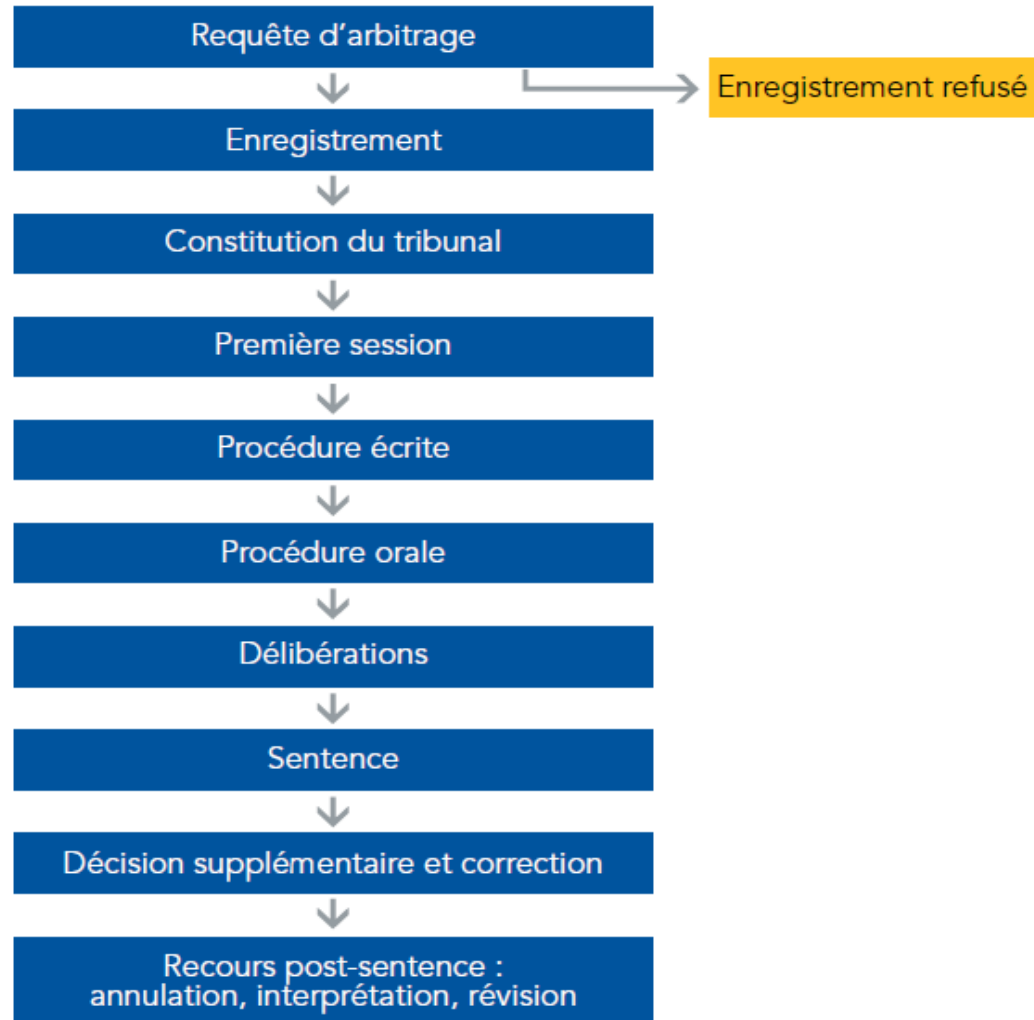 Requête d’arbitrage
Enregistrement refusé
Enregistrement
Constitution du tribunal
Première session
Procédure écrite
Procédure orale
Délibérations
Sentence
Décision supplémentaire et correction
Recours post-sentence :
annulation, interprétation, révision